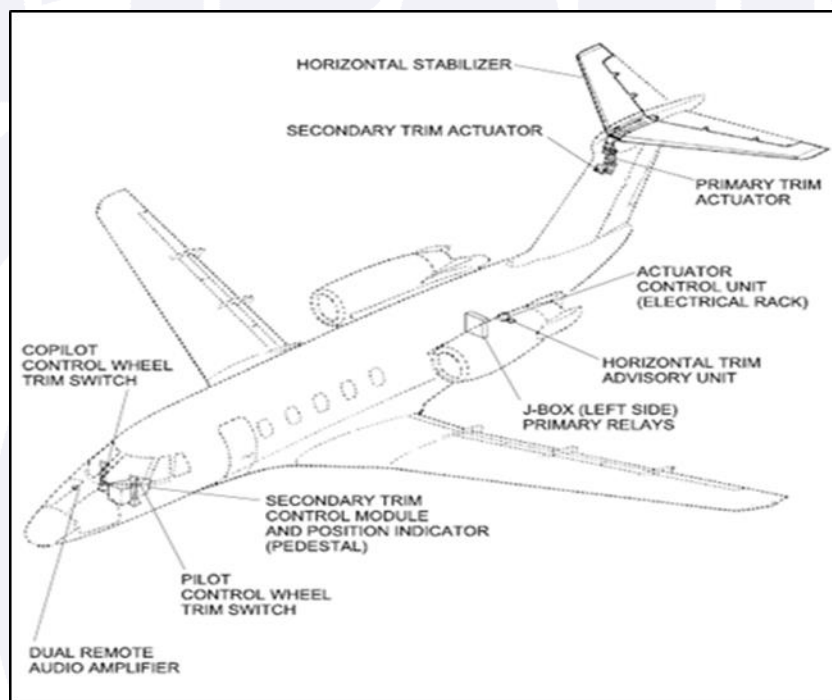 HORIZONTAL STABILIZER
SECONDARY TRIM ACTUATOR
PRIMARY TRIM
ACTUATOR
ACTUATOR
CONTROL UNIT
(ELECTRICAL RACK)
COPILOT
CONTROL WHEEL
TRIM SWITCH
HORIZONTAL TRIM
ADVISORY UNIT
J-BOX (LEFT SIDE)
PRIMARY RELAYS
SECONDARY TRIM
CONTROL MODULE
AND POSITION INDICATOR
(PEDESTAL)
PILOT
CONTROL WHEEL
TRIM SWITCH
DUAL REMOTE
AUDIO AMPLIFIER